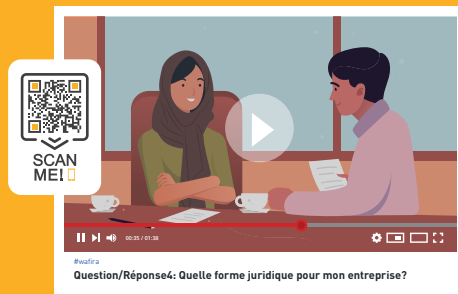 SCAN
ME!
00:35 / 01:38
#wafira
Question/Réponse4: Quelle forme juridique pour mon entreprise?